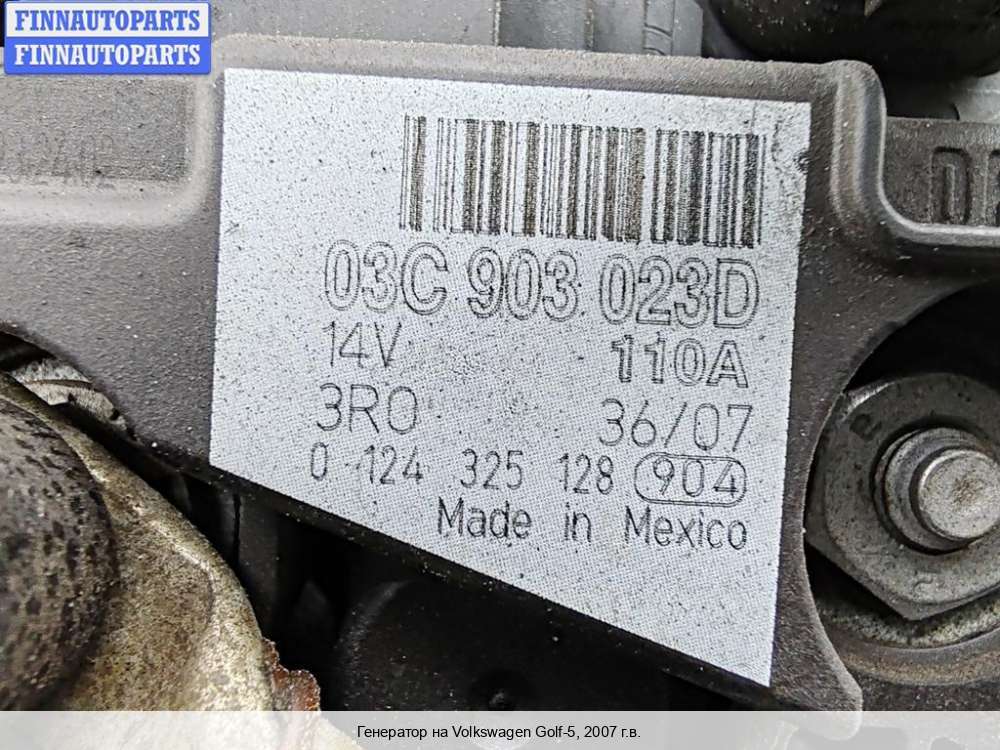 FINNAUTOPARTS
FINNAUTOPARTS
03C 903 023D
14V 110A
3RO 36/07
0 124 325 128 904
Made in Mexico
Генератор на Volkswagen Golf-5, 2007 г.в.